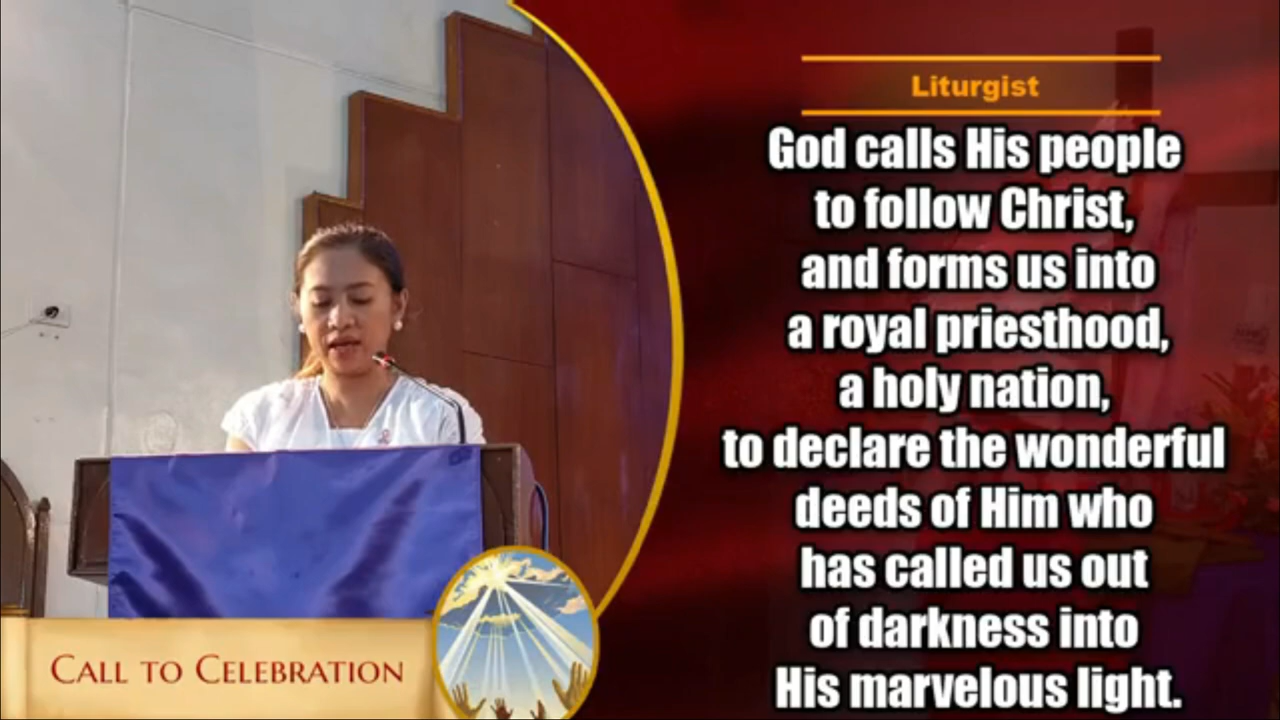 Liturgist
God calls His people
to follow Christ,
and forms us into
a royal priesthood,
a holy nation,
to declare the wonderful
deeds of Him who
has called us out
of darkness into
His marvelous light.
CALL TO CELEBRATION